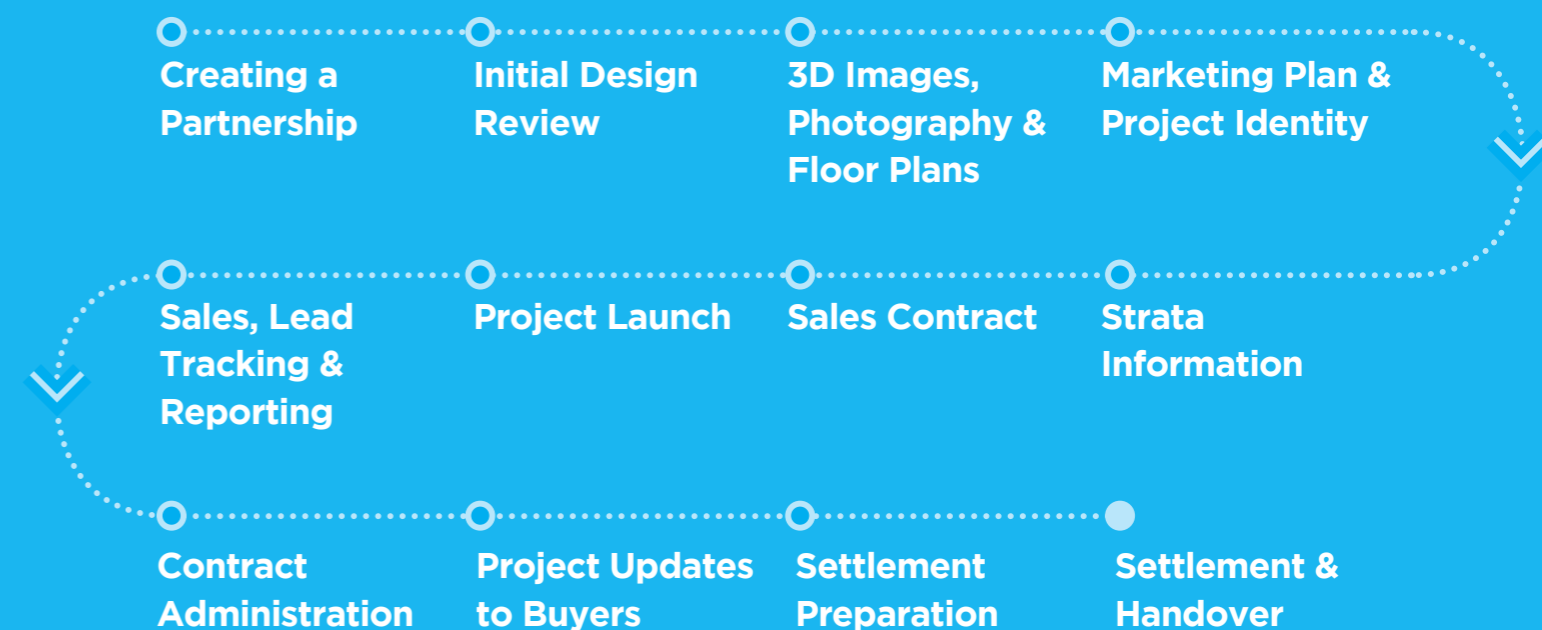 Creating a
Partnership
Initial Design
Review
3D Images,
Photography &
Floor Plans
Marketing Plan &
Project Identity
Strata
Information
Sales Contract
Project Launch
Sales, Lead
Tracking &
Reporting
Contract
Administration
Project Updates
to Buyers
Settlement
Preparation
Settlement &
Handover